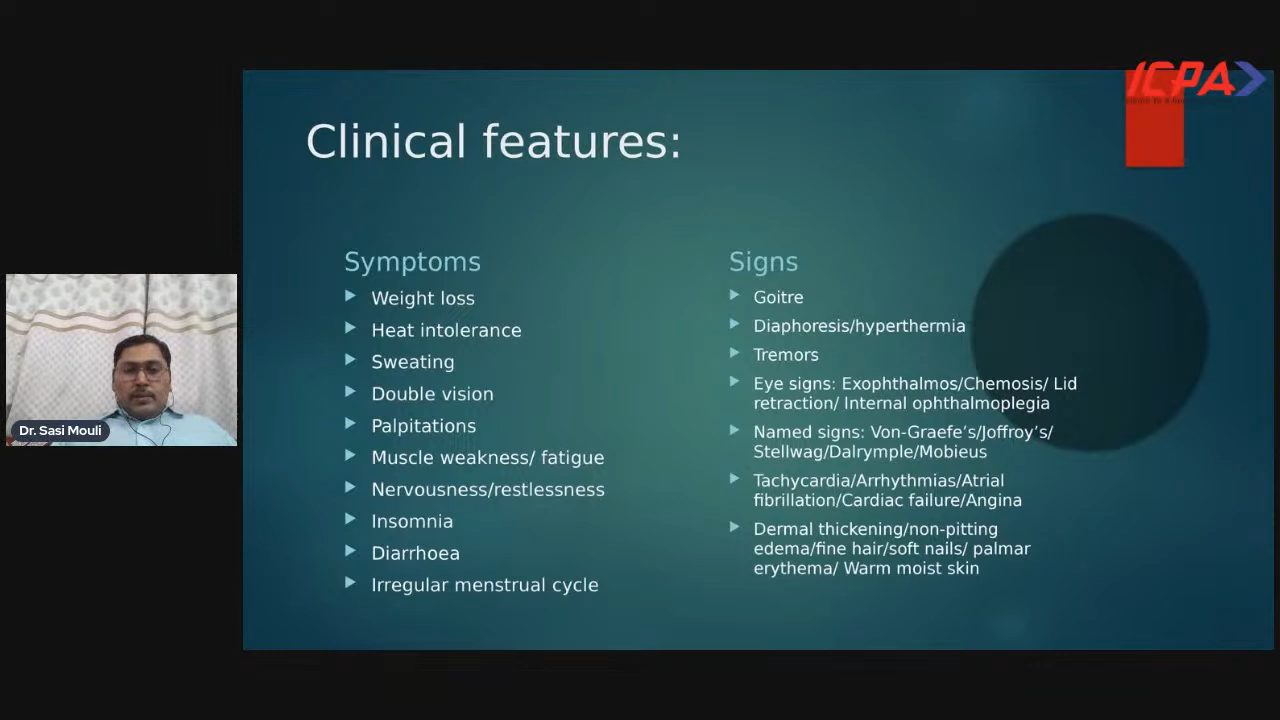 ICPA
Clinical features:
Symptoms
Weight loss
Heat intolerance
Sweating
Double vision
Palpitations
Muscle weakness/ fatigue
Nervousness/restlessness
Insomnia
Diarrhoea
Irregular menstrual cycle
Signs
Goitre
Diaphoresis/hyperthermia
Tremors
Eye signs: Exophthalmos/Chemosis/ Lid
retraction/ Internal ophthalmoplegia
Named signs: Von-Graefe’s/Joffroy’s/
Stellwag/Dalrymple/Mobieus
Tachycardia/Arrhythmias/Atrial
fibrillation/Cardiac failure/Angina
Dermal thickening/non-pitting
edema/fine hair/soft nails/ palmar
erythema/ Warm moist skin
Dr. Sasi Mouli